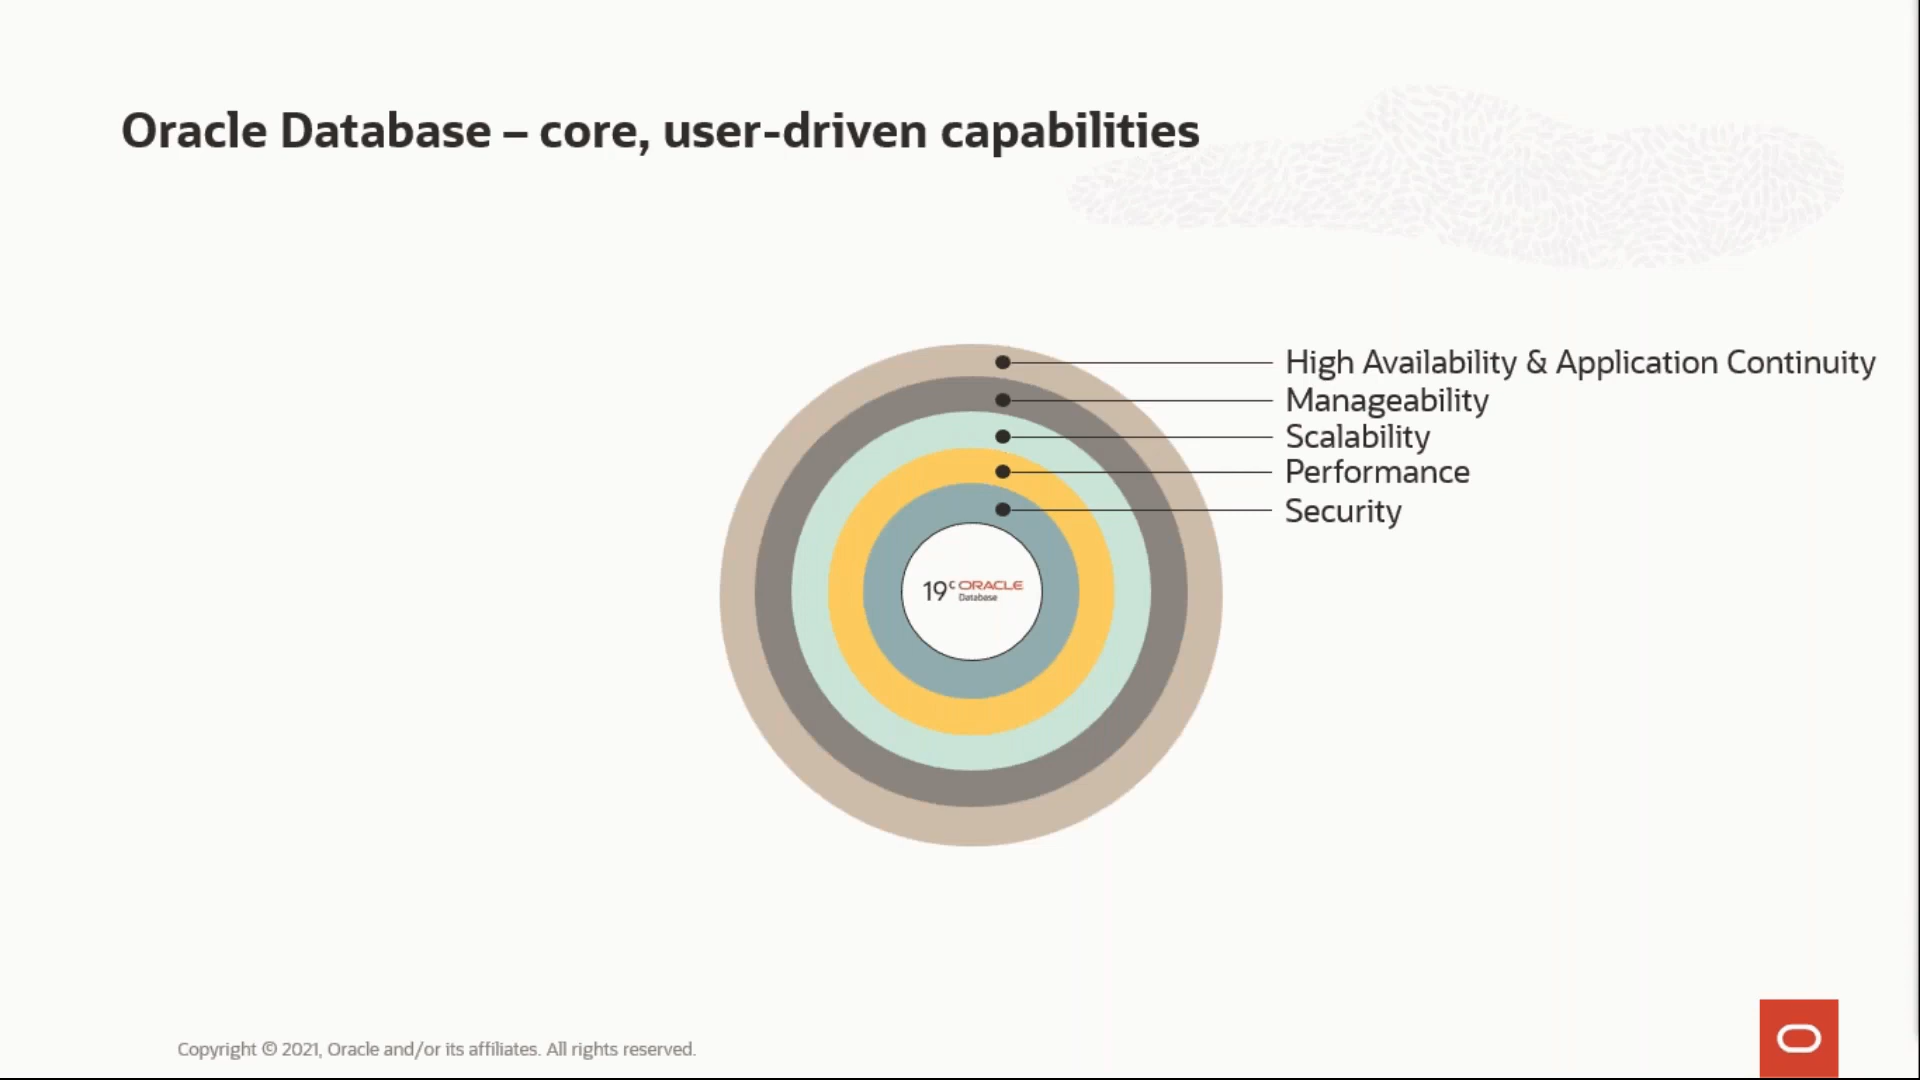 Oracle Database – core, user-driven capabilities
High Availability & Application Continuity
Manageability
Scalability
Performance
Security
19c ORACLE
Database
Copyright © 2021, Oracle and/or its affiliates. All rights reserved.